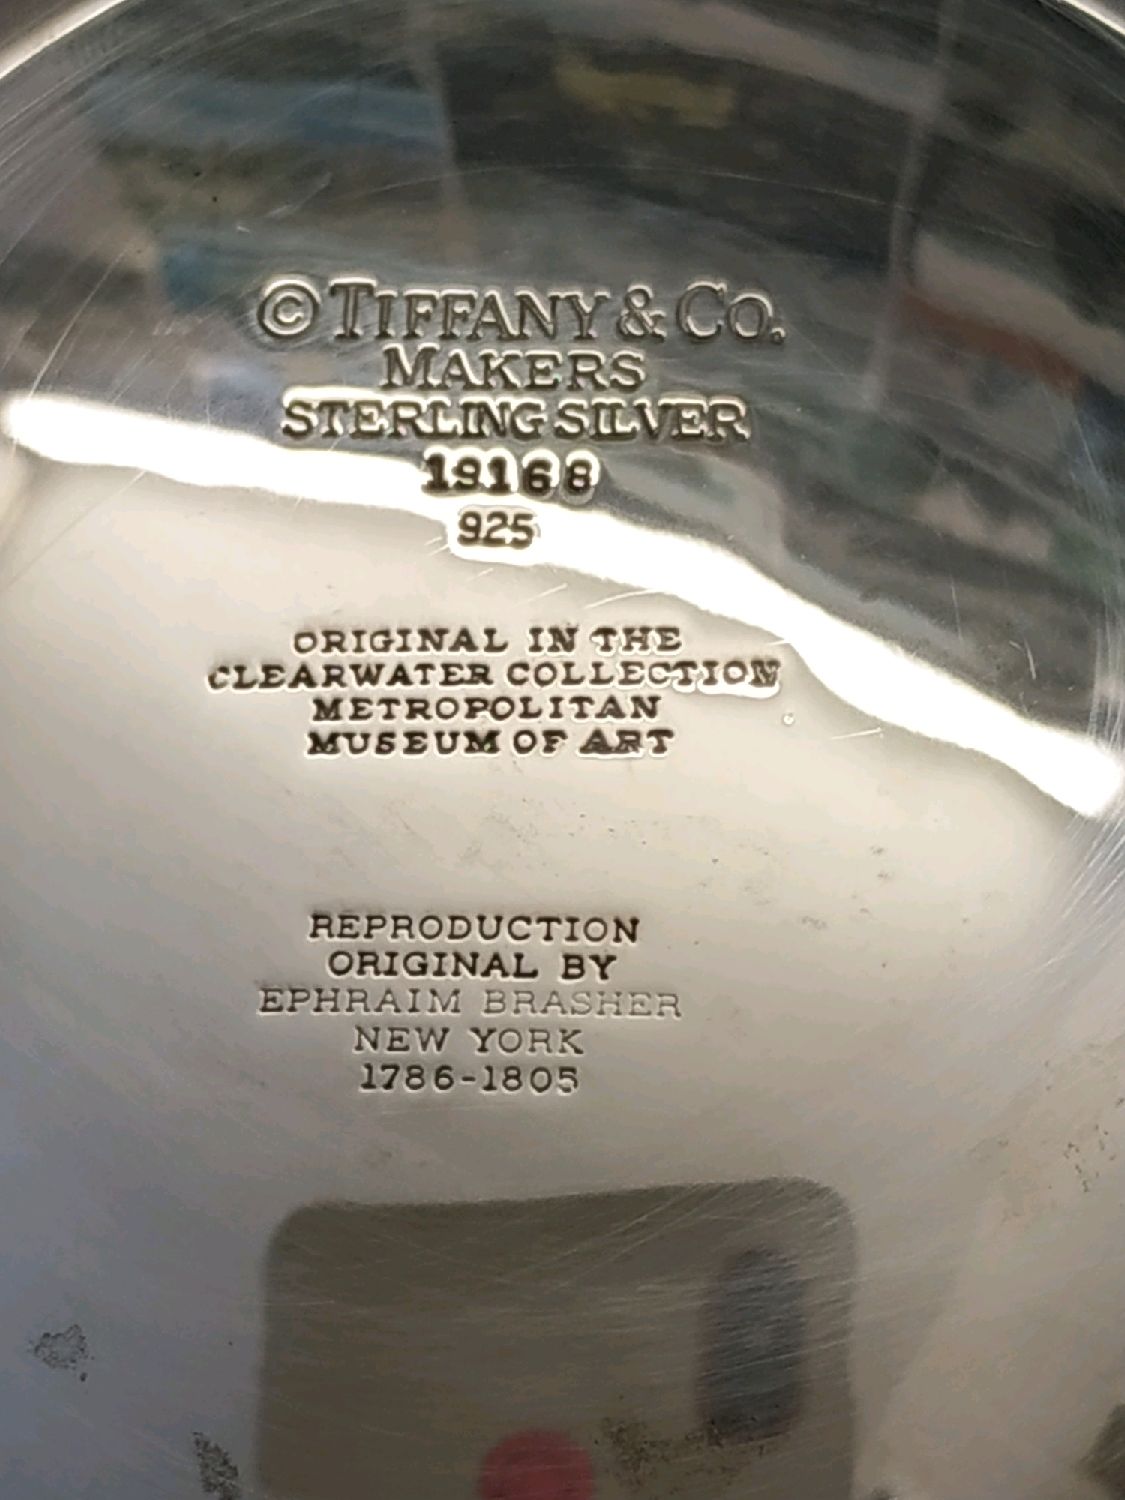 © TIFFANY & CO.
MAKERS
STERLING SILVER
19168
925
ORIGINAL IN THE
CLEARWATER COLLECTION
METROPOLITAN
MUSEUM OF ART
REPRODUCTION
ORIGINAL BY
EPHRAIM BRASHER
NEW YORK
1786-1805